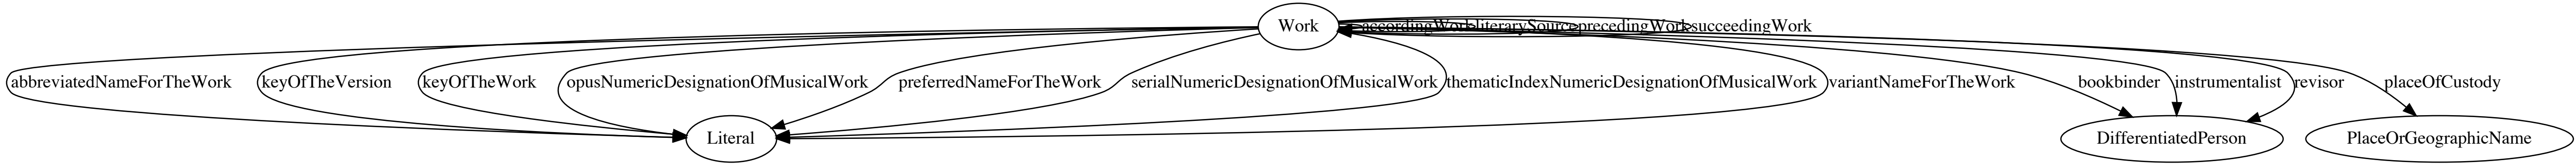 Work accordingWork literarySource precedingWork succeedingWork
abbreviatedNameForTheWork keyOfTheVersion keyOfTheWork opusNumericDesignationOfMusicalWork preferredNameForTheWork serialNumericDesignationOfMusicalWork thematicIndexNumericDesignationOfMusicalWork variantNameForTheWork bookbinder instrumentalist revisor placeOfCustody
Literal DifferentiatedPerson PlaceOrGeographicName